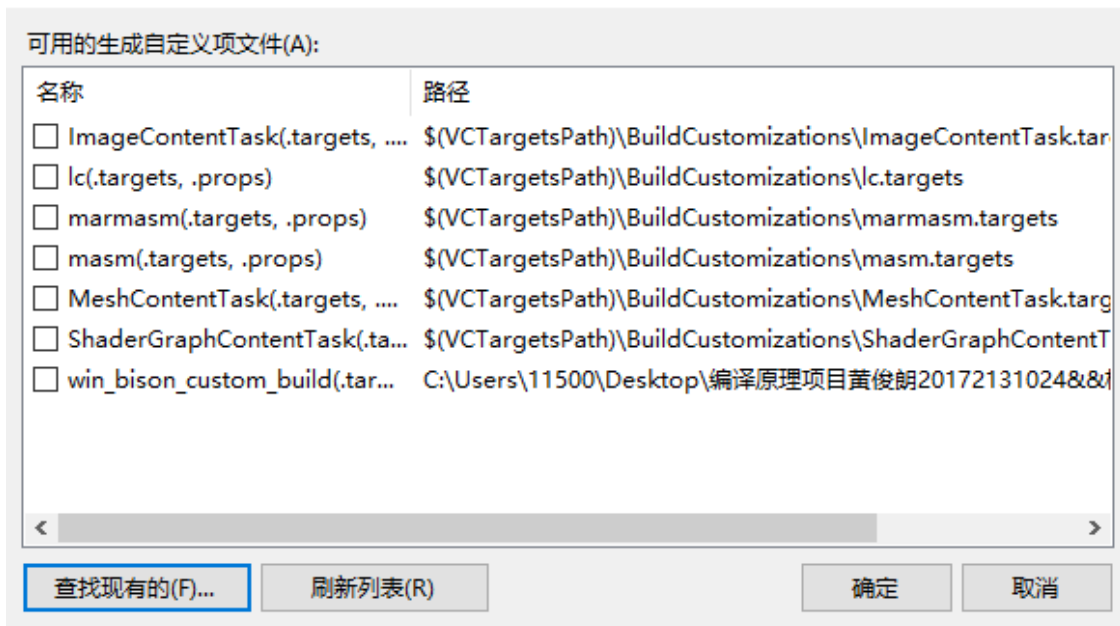 可用的生成自定义项文件(A):
名称 路径
ImageContentTask(.targets, .... $(VCTargetsPath)\BuildCustomizations\ImageContentTask.tar
lc(.targets, .props) $(VCTargetsPath)\BuildCustomizations\lc.targets
marmasm(.targets, .props) $(VCTargetsPath)\BuildCustomizations\marmasm.targets
masm(.targets, .props) $(VCTargetsPath)\BuildCustomizations\masm.targets
MeshContentTask(.targets, .... $(VCTargetsPath)\BuildCustomizations\MeshContentTask.targ
ShaderGraphContentTask(.ta... $(VCTargetsPath)\BuildCustomizations\ShaderGraphContentT
win_bison_custom_build(.tar... C:\Users\11500\Desktop\编译原理项目黄俊朗20172131024&&
查找现有的(F)... 刷新列表(R) 确定 取消